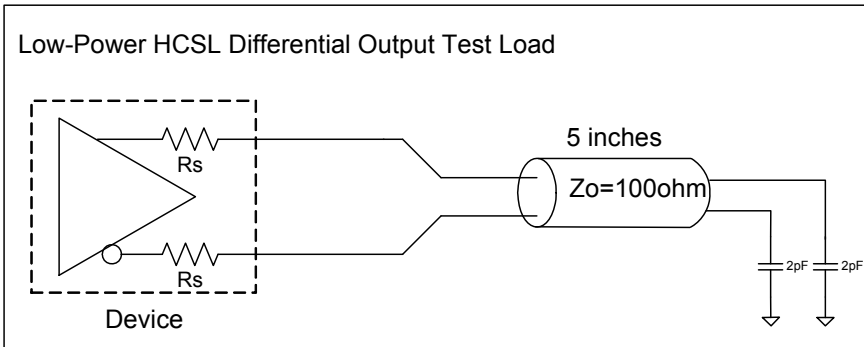 Low-Power HCSL Differential Output Test Load
Rs
Rs
Device
5 inches
Zo=100ohm
2pF
2pF